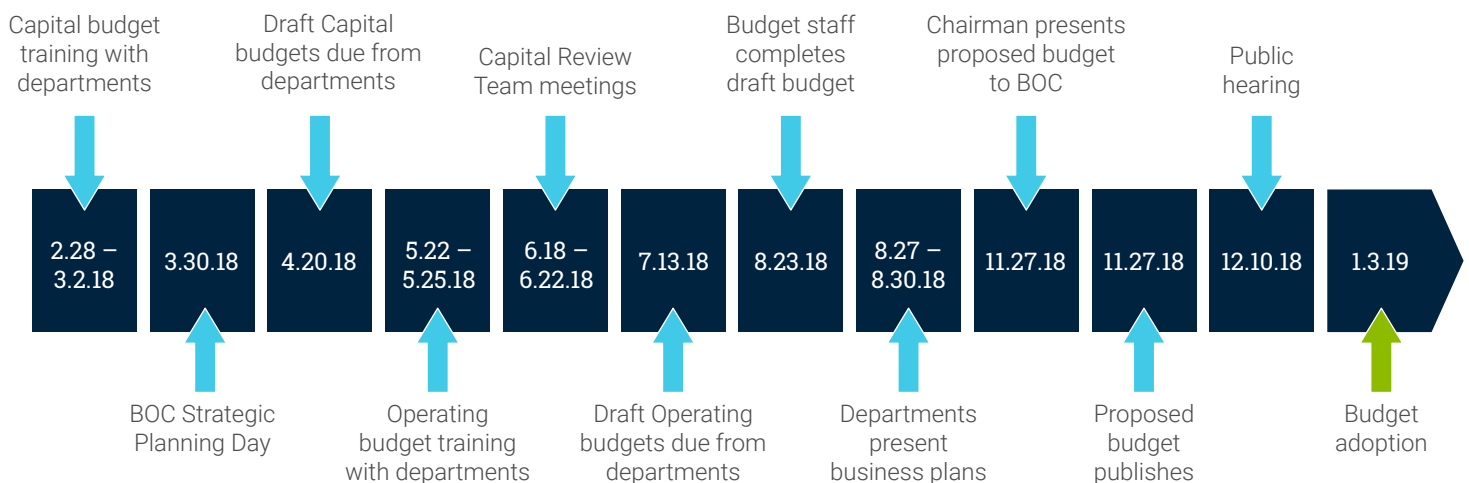 Capital budget
training with
departments
Draft Capital
budgets due from
departments
Capital Review
Team meetings
Budget staff
completes
draft budget
Chairman presents
proposed budget
to BOC
Public
hearing
2.28 –
3.2.18
3.30.18
4.20.18
5.22 –
5.25.18
6.18 –
6.22.18
7.13.18
8.23.18
8.27 –
8.30.18
11.27.18
11.27.18
12.10.18
1.3.19
BOC Strategic
Planning Day
Operating
budget training
with departments
Draft Operating
budgets due from
departments
Departments
present
business plans
Proposed
budget
publishes
Budget
adoption